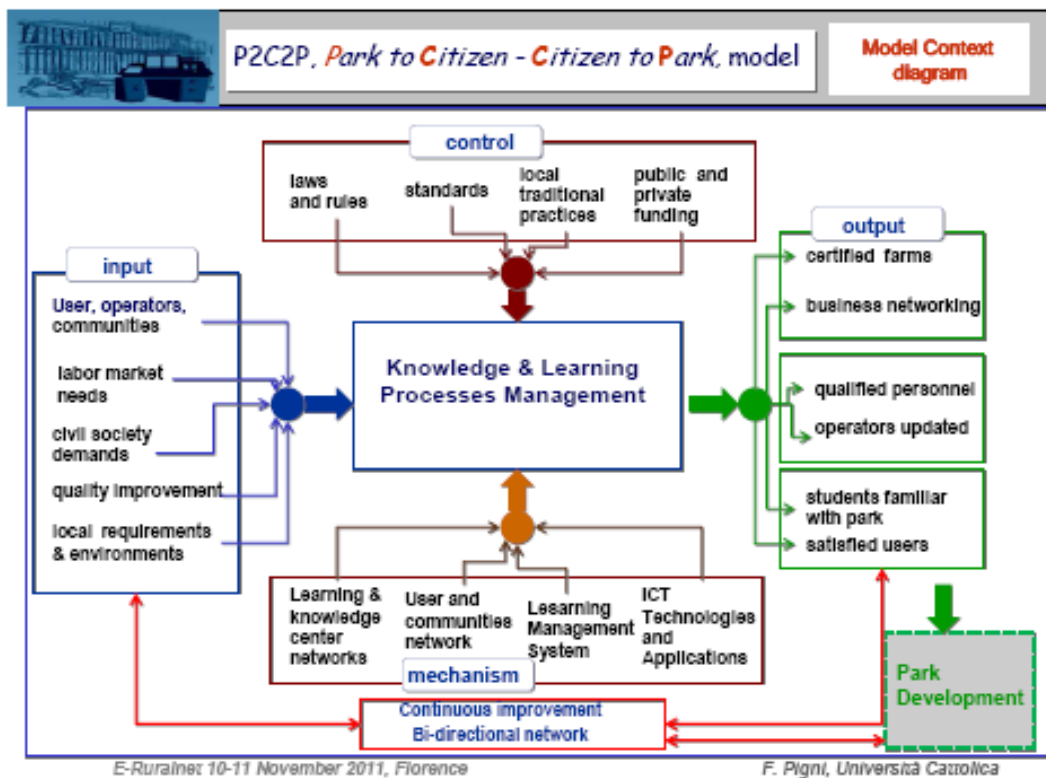 P2C2P, Park to Citizen - Citizen to Park, model
Model Context
diagram
control
laws
and rules
standards
local
traditional
practices
public and
private
funding
input
User, operators,
communities
labor market
needs
civil society
demands
quality improvement
local requirements
& environments
Knowledge & Learning
Processes Management
output
certified farms
business networking
qualified personnel
operators updated
students familiar
with park
satisfied users
Learning &
knowledge
center
networks
User and
communities
network
Lesarning
Management
System
ICT
Technologies
and
Applications
mechanism
Continuous improvement
Bi-directional network
Park
Development
E-Ruralnet 10-11 November 2011, Florence
F. Pigni, Università Cattolica